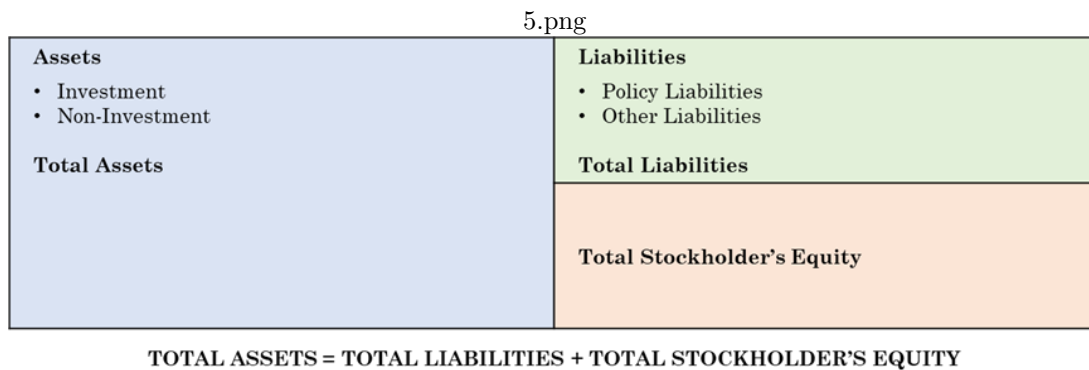 5.png
Assets
• Investment
• Non-Investment
Total Assets
Liabilities
• Policy Liabilities
• Other Liabilities
Total Liabilities
Total Stockholder's Equity
TOTAL ASSETS = TOTAL LIABILITIES + TOTAL STOCKHOLDER'S EQUITY